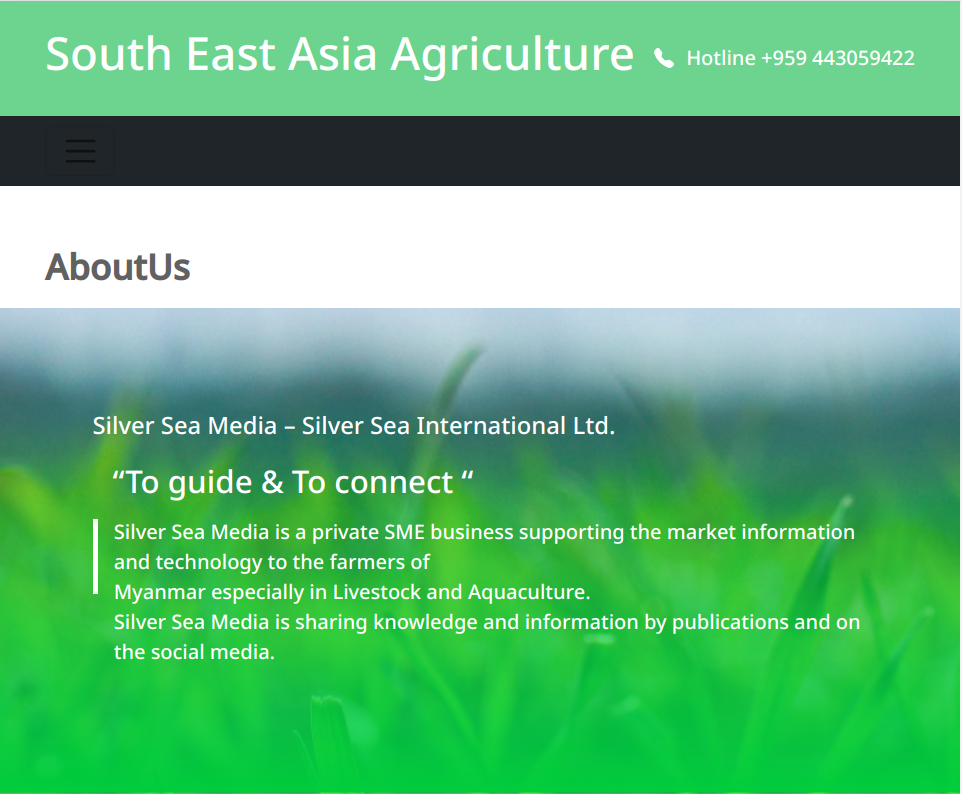 South East Asia Agriculture
Hotline +959 443059422
AboutUs
Silver Sea Media – Silver Sea International Ltd.
“To guide & To connect “
Silver Sea Media is a private SME business supporting the market information
and technology to the farmers of
Myanmar especially in Livestock and Aquaculture.
Silver Sea Media is sharing knowledge and information by publications and on
the social media.